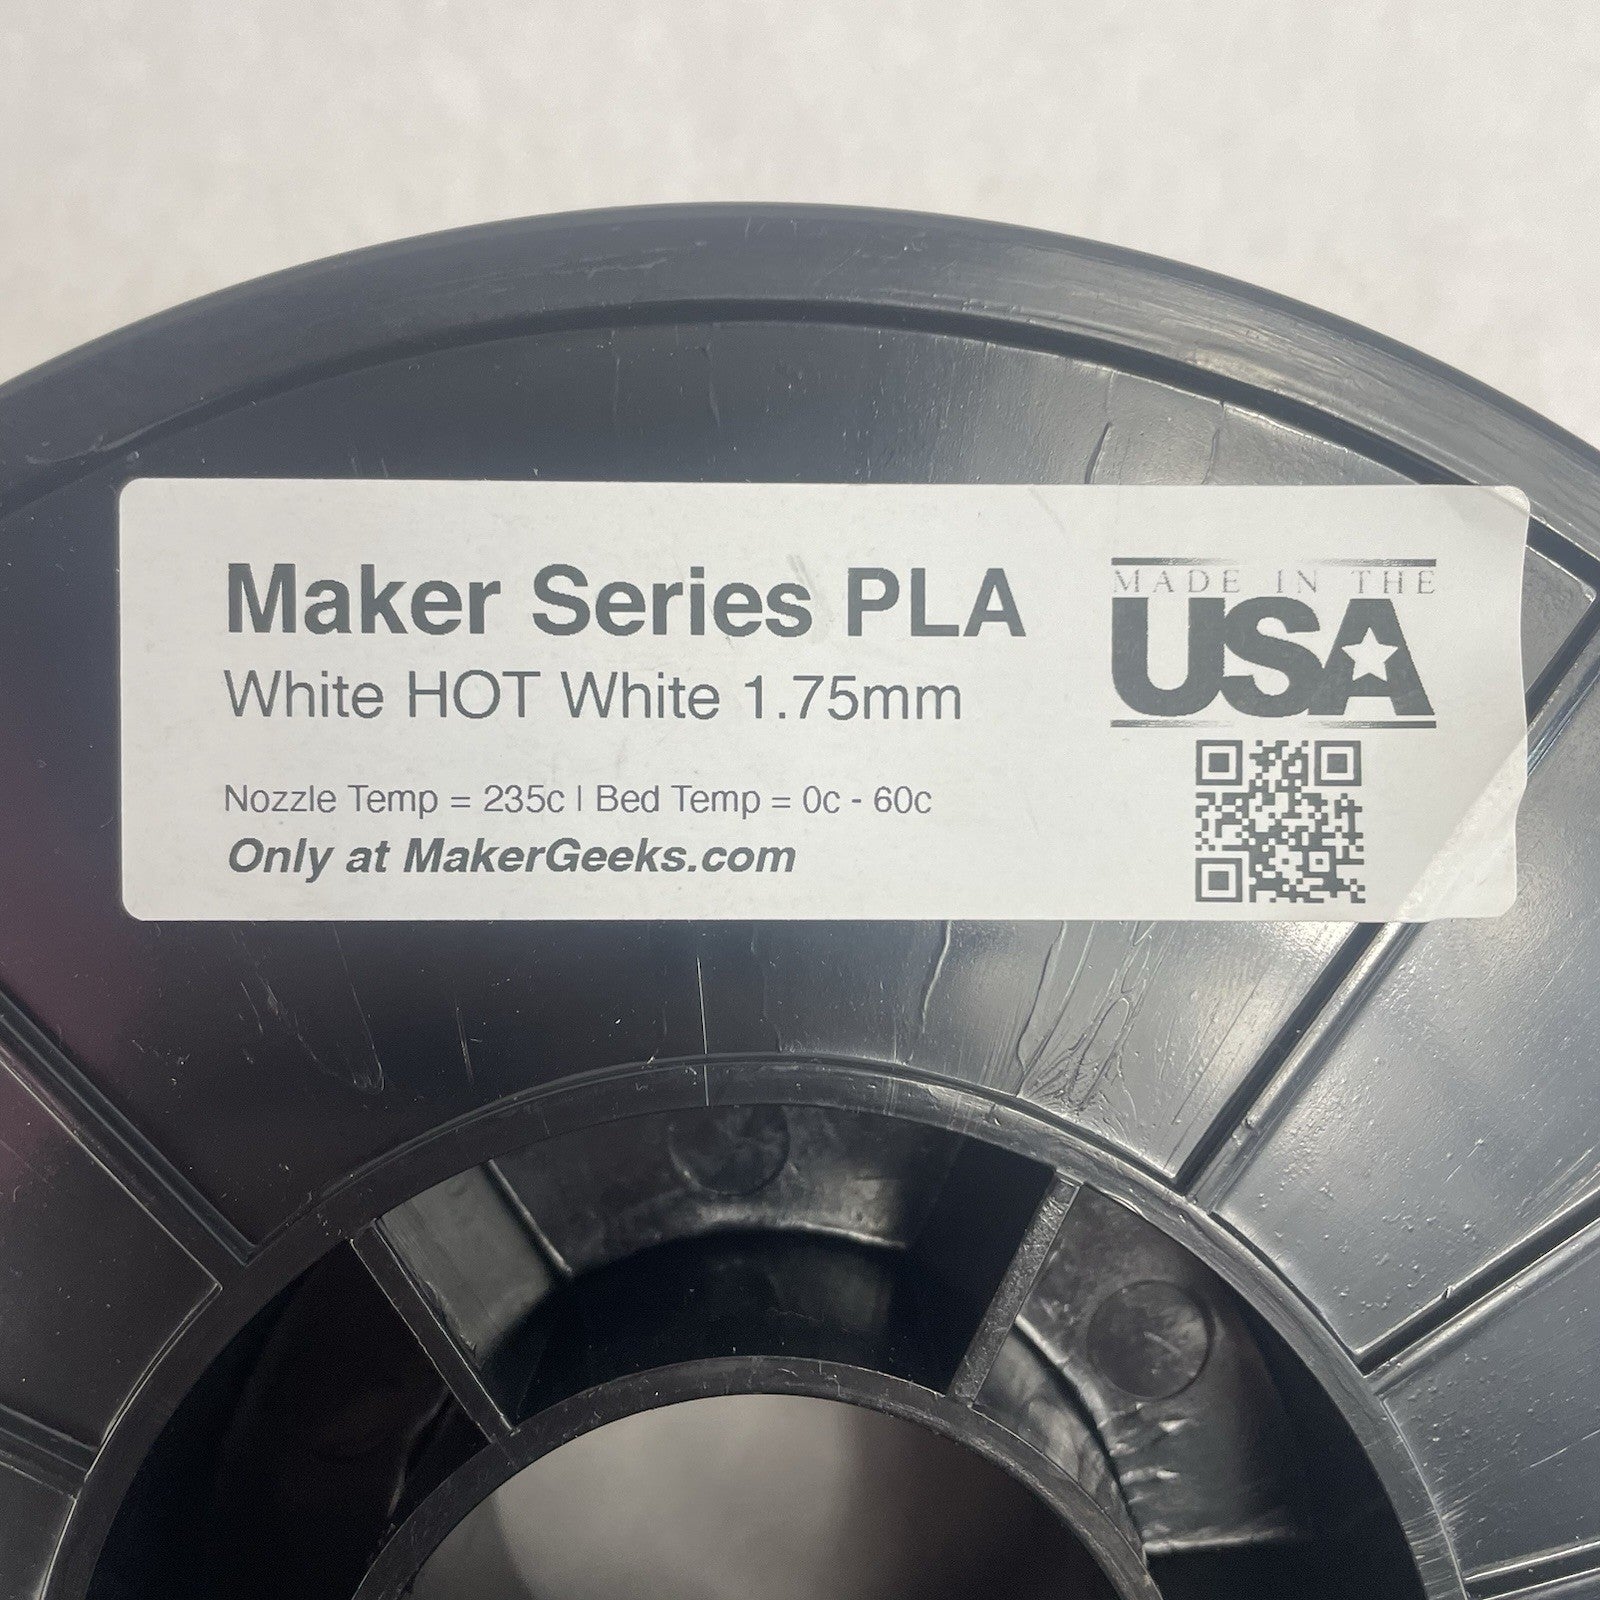 Maker Series PLA
White HOT White 1.75mm
Nozzle Temp = 235c | Bed Temp = 0c - 60c
Only at MakerGeeks.com
MADE IN THE
USA